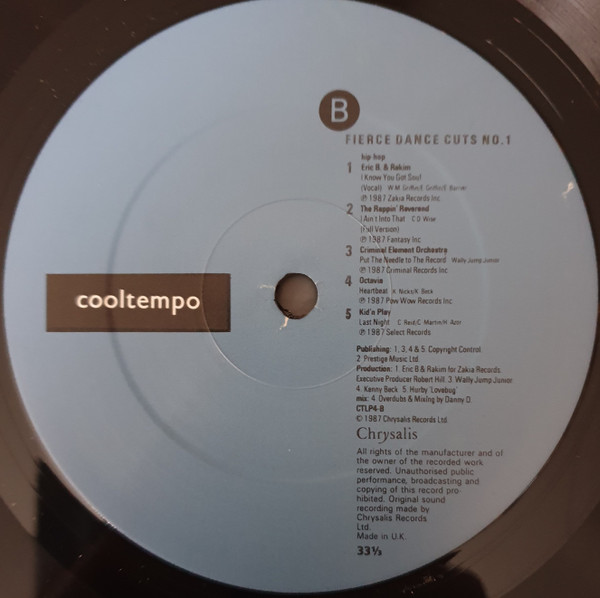 B
FIERCE DANCE CUTS NO.1
hip hop
1 Eric B. & Rakim
I Know You Got Soul
(Vocal) W.M. Griffin/E. Griffin/E. Barrier
℗ 1987 Zakia Records Inc
2 The Rappin' Reverend
I Ain't Into That C D Wise
(Full Version)
℗ 1987 Fantasy Inc
3 Criminal Element Orchestra
Put The Needle to The Record Wally Jump Junior
℗ 1987 Criminal Records Inc
4 Octavia
Heartbeat K. Nicks/K. Beck
℗ 1987 Pow Wow Records Inc
5 Kid'n Play
Last Night C. Reid/C. Martin/H. Azor
℗ 1987 Select Records
cooltempo
Publishing: 1, 3, 4 & 5. Copyright Control
2 Prestige Music Ltd.
Production: 1. Eric B & Rakim for Zakia Records.
Executive Producer Robert Hill 3. Wally Jump Junior.
4. Kenny Beck 5. Hurby 'Lovebug'
mix: 4. Overdubs & Mixing by Danny D.
CTLP4-B
© 1987 Chrysalis Records Ltd.
Chrysalis
All rights of the manufacturer and of
the owner of the recorded work
reserved. Unauthorised public
performance, broadcasting and
copying of this record pro-
hibited. Original sound
recording made by
Chrysalis Records
Ltd.
Made in U.K.
33⅓